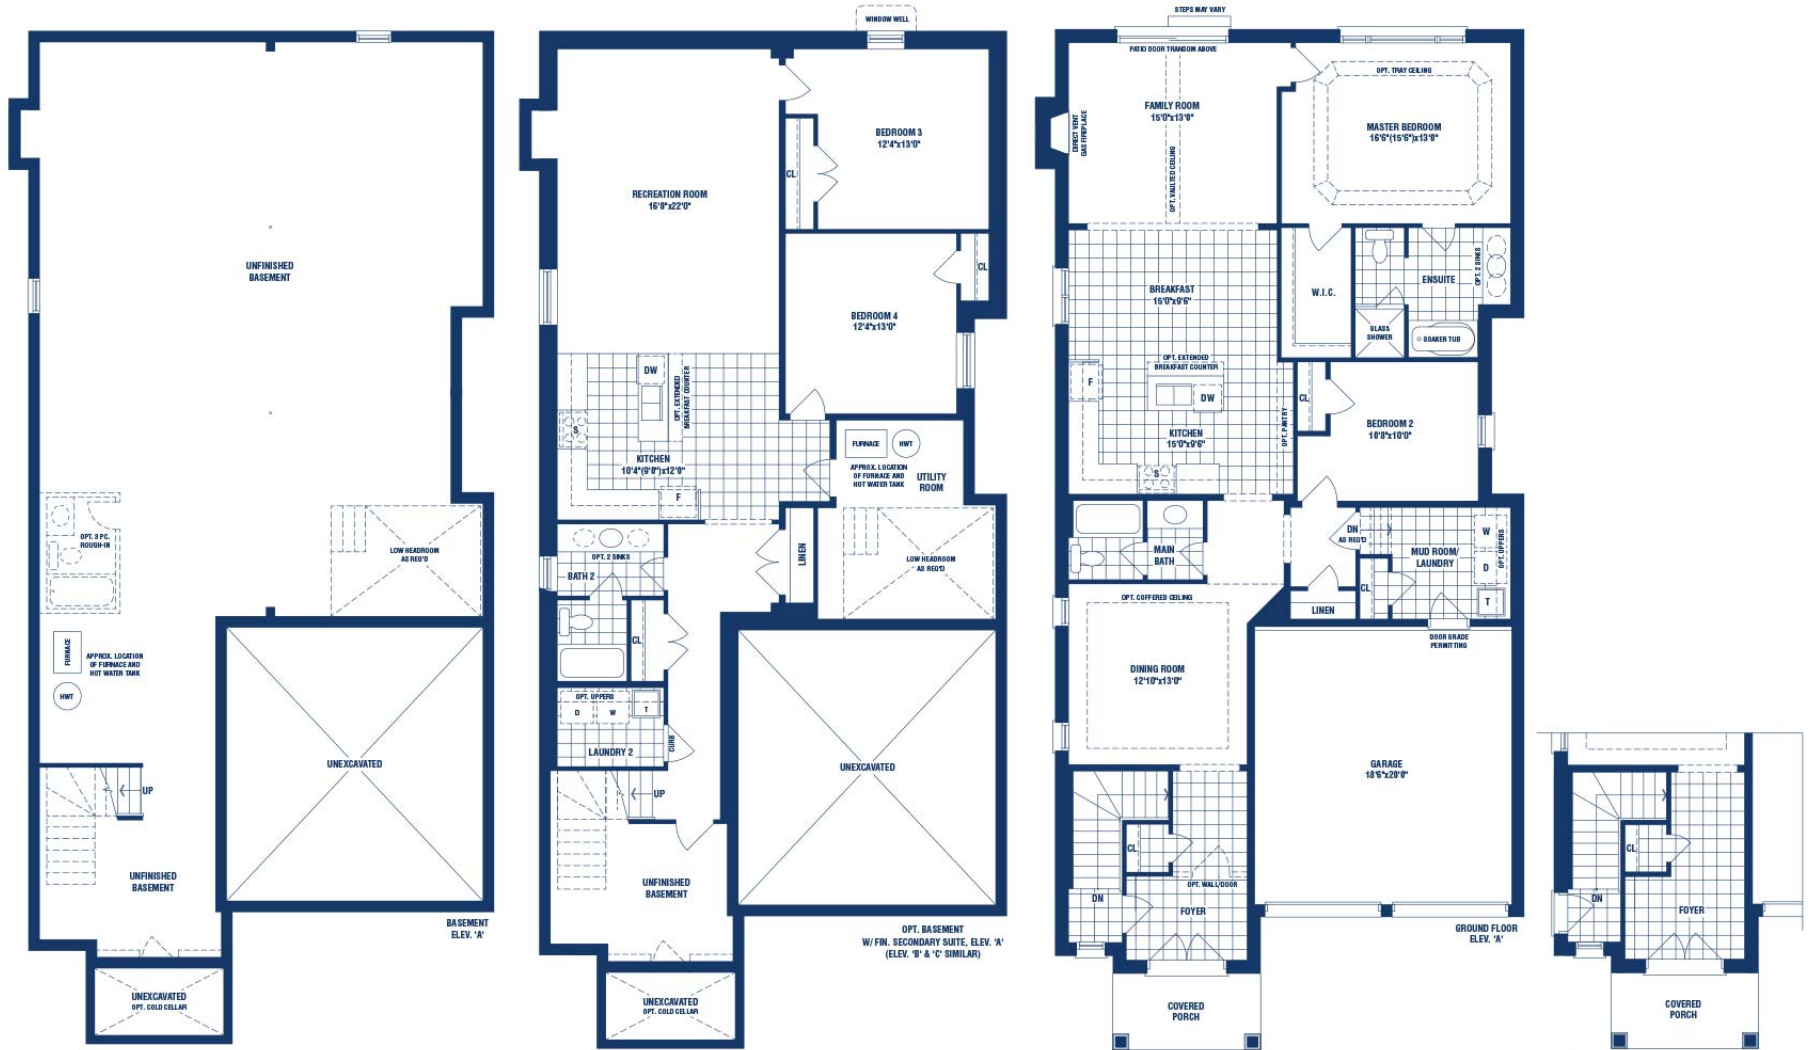 UNFINISHED
BASEMENT
OPT. 3 PC.
ROUGH-IN
LOW HEADROOM
AS REQ'D
FURNACE
APPROX. LOCATION
OF FURNACE AND
HOT WATER TANK
HWT
UNEXCAVATED
UP
UNFINISHED
BASEMENT
BASEMENT
ELEV. 'A'
UNEXCAVATED
OPT. COLD CELLAR
WINDOW WELL
RECREATION ROOM
BEDROOM 3
12'4"x13'0"
CL
BEDROOM 4
12'4"x13'0"
CL
DW
OPT. EXTENDED
BREAKFAST COUNTER
S
KITCHEN
10'4"(9'0")x12'0"
F
FURNACE
HWT
APPROX. LOCATION
OF FURNACE AND
HOT WATER TANK
UTILITY
ROOM
LOW HEADROOM
AS REQ'D
LINEN
OPT. 2 SINKS
BATH 2
CL
OPT. UPPERS
D
W
T
LAUNDRY 2
CURB
UP
UNEXCAVATED
UNFINISHED
BASEMENT
OPT. BASEMENT
W/ FIN. SECONDARY SUITE, ELEV. 'A'
(ELEV. 'B' & 'C' SIMILAR)
UNEXCAVATED
OPT. COLD CELLAR
STEPS MAY VARY
PATIO DOOR TRANSOM ABOVE
FAMILY ROOM
15'0"x13'0"
DIRECT VENT
GAS FIREPLACE
OPT. VAULTED CEILING
OPT. TRAY CEILING
MASTER BEDROOM
16'6"(15'6")x13'0"
BREAKFAST
15'0"x9'6"
W.I.C.
ENSUITE
OPT. 2 SINKS
GLASS
SHOWER
SOAKER TUB
OPT. EXTENDED
BREAKFAST COUNTER
F
DW
KITCHEN
15'0"x9'6"
S
OPT. PANTRY
CL
BEDROOM 2
10'8"x10'0"
MAIN
BATH
DN
AS REQ'D
MUD ROOM/
LAUNDRY
W
D
OPT. UPPERS
T
CL
LINEN
DOOR GRADE
PERMITTING
OPT. COFFERED CEILING
DINING ROOM
12'10"x13'0"
GARAGE
18'6"x20'0"
CL
OPT. WALL/DOOR
DN
FOYER
GROUND FLOOR
ELEV. 'A'
COVERED
PORCH
CL
DN
FOYER
COVERED
PORCH